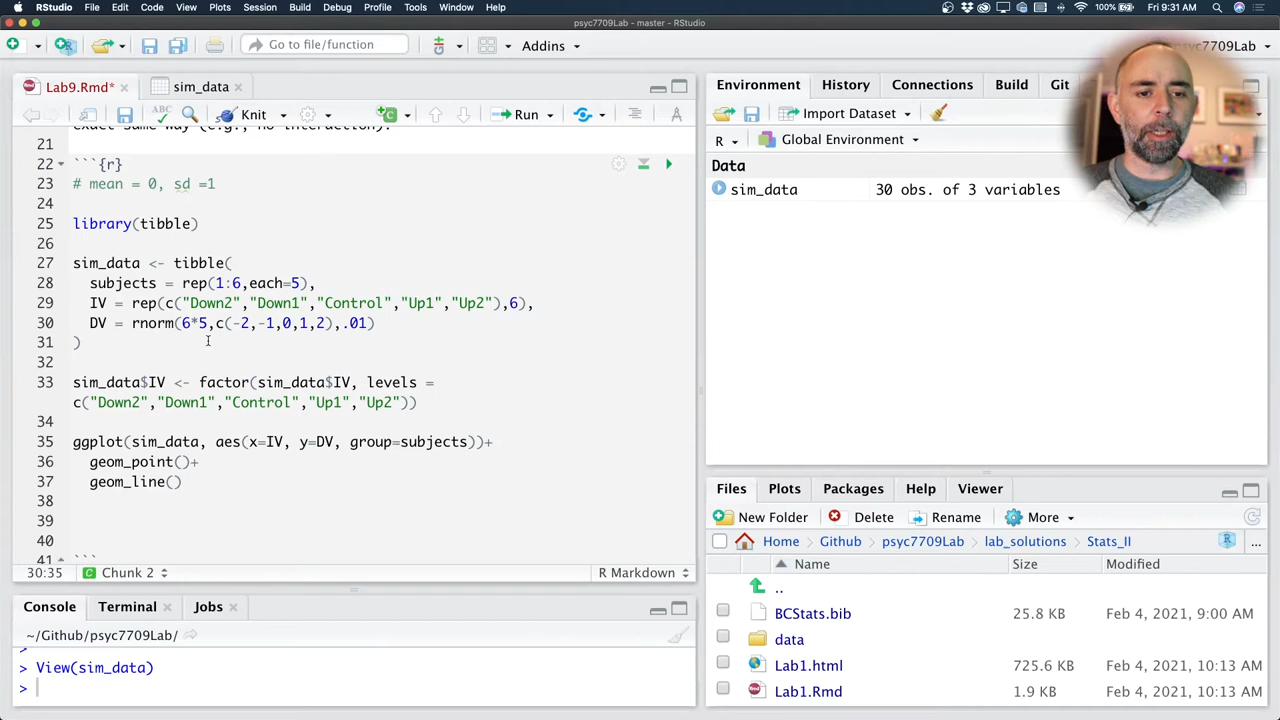 RStudio File Edit Code View Plots Session Build Debug Profile Tools Window Help 100% Fri 9:31 AM
psyc7709Lab - master - RStudio
Go to file/function Addins psyc7709Lab
Lab9.Rmd* sim_data
ABC Knit Run
21
22 ```{r}
23 # mean = 0, sd =1
24
25 library(tibble)
26
27 sim_data <- tibble(
28 subjects = rep(1:6,each=5),
29 IV = rep(c("Down2","Down1","Control","Up1","Up2"),6),
30 DV = rnorm(6*5,c(-2,-1,0,1,2),.01)
31 )
32
33 sim_data$IV <- factor(sim_data$IV, levels =
c("Down2","Down1","Control","Up1","Up2"))
34
35 ggplot(sim_data, aes(x=IV, y=DV, group=subjects))+
36 geom_point()+
37 geom_line()
38
39
40
41 ```
30:35 Chunk 2 R Markdown
Console Terminal Jobs
~/Github/psyc7709Lab/
>
> View(sim_data)
>
Environment History Connections Build Git
Import Dataset
R Global Environment
Data
sim_data 30 obs. of 3 variables
Files Plots Packages Help Viewer
New Folder Delete Rename More
Home Github psyc7709Lab lab_solutions Stats_II ...
Name Size Modified
..
BCStats.bib 25.8 KB Feb 4, 2021, 9:00 AM
data
Lab1.html 725.6 KB Feb 4, 2021, 10:13 AM
Lab1.Rmd 1.9 KB Feb 4, 2021, 10:13 AM